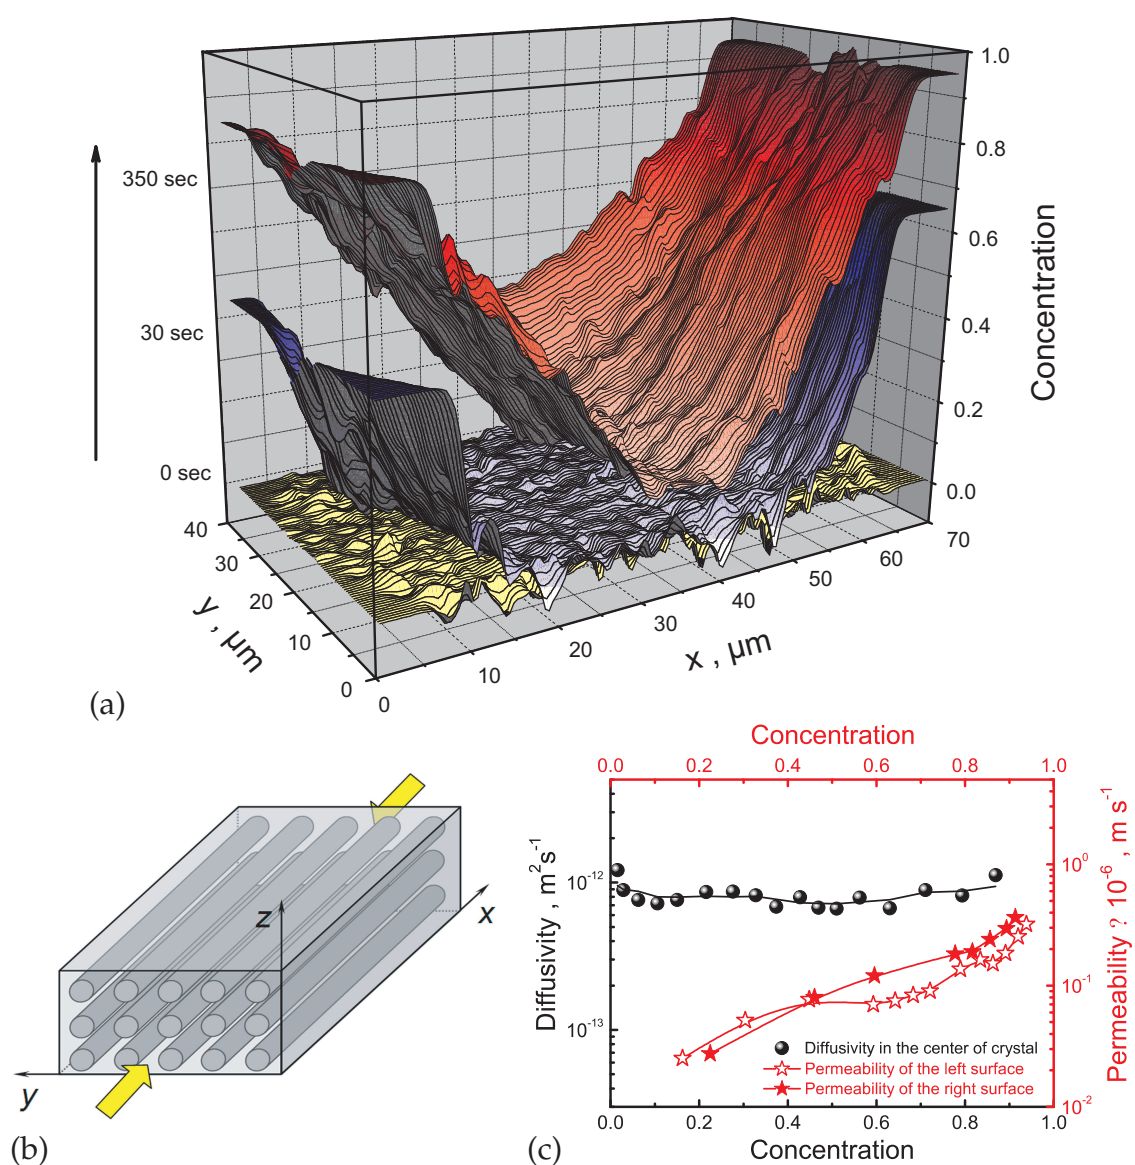 1.0
350 sec
0.8
0.6
Concentration
30 sec
0.4
0.2
0 sec
0.0
40
30
20
10
0
y , µm
0
10
20
30
40
50
60
70
x , µm
(a)
z
x
y
(b)
Concentration
0.0 0.2 0.4 0.6 0.8 1.0
Diffusivity , m²s⁻¹
10⁻¹²
10⁻¹³
10⁰
10⁻¹
10⁻²
Permeability ? 10⁻⁶ , m s⁻¹
Diffusivity in the center of crystal
Permeability of the left surface
Permeability of the right surface
0.0 0.2 0.4 0.6 0.8 1.0
Concentration
(c)